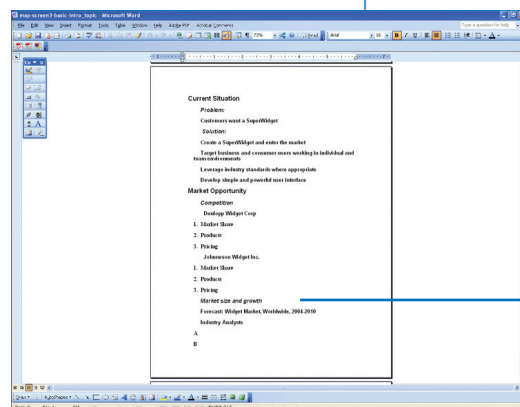 map-screen3 basic-intro_topic - Microsoft Word
File Edit View Insert Format Tools Table Window Help Adobe PDF Acrobat Comments
Type a question for help
70% Read Arial 16 B I U
Current Situation
Problem:
Customers want a SuperWidget
Solution:
Create a SuperWidget and enter the market
Target business and consumer users working in individual and
team environments
Leverage industry standards where appropriate
Develop simple and powerful user interface
Market Opportunity
Competition
Dunlopp Widget Corp
1. Market Share
2. Products
3. Pricing
Johnneson Widget Inc.
1. Market Share
2. Products
3. Pricing
Market size and growth
Forecast: Widget Market, Worldwide, 2004-2010
Industry Analysts
A
B
Draw AutoShapes